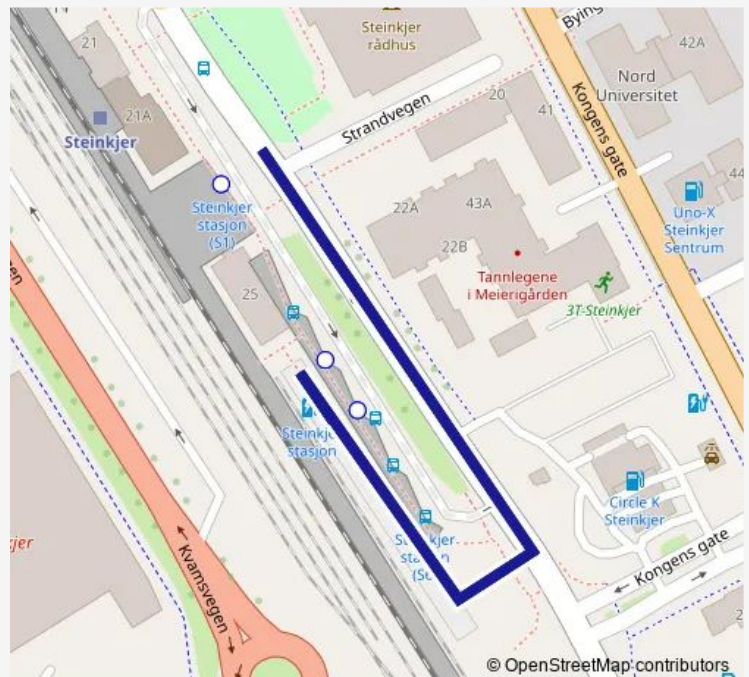 21
Steinkjer
rådhus
Bying
42A
Nord
Universitet
21A
Steinkjer
Strandvegen
20
41
Kongens gate
44
Steinkjer
stasjon
(S1)
22A
43A
22B
Uno-X
Steinkjer
Sentrum
Tannlegene
i Meierigården
3T-Steinkjer
25
stasjon
Circle K
Steinkjer
Kvamsvegen
Kongens gate
© OpenStreetMap contributors